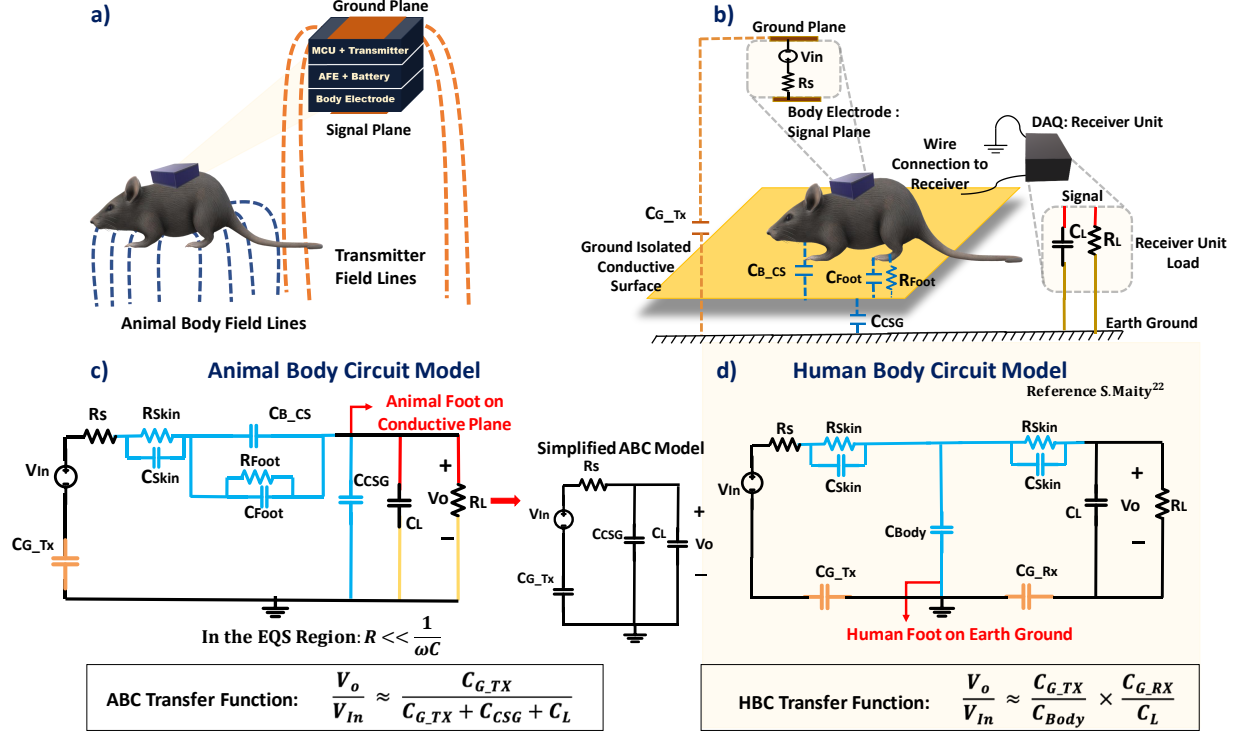 a)
Ground Plane
MCU + Transmitter
AFE + Battery
Body Electrode
Signal Plane
Transmitter
Field Lines
Animal Body Field Lines
b)
Ground Plane
Vin
Rs
Body Electrode :
Signal Plane
DAQ: Receiver Unit
Wire
Connection to
Receiver
CG_Tx
Ground Isolated
Conductive
Surface
CB_CS
CFoot
RFoot
CCSG
Signal
CL
RL
Receiver Unit
Load
Earth Ground
c)
Animal Body Circuit Model
Rs
RSkin
CSkin
CB_CS
RFoot
CFoot
Animal Foot on
Conductive Plane
VIn
CG_Tx
CCSG
CL
+
Vo
−
RL
In the EQS Region: R << 1/ωC
Simplified ABC Model
Rs
VIn
CG_Tx
CCSG
CL
+
Vo
−
ABC Transfer Function: Vo/VIn ≈ CG_TX/(CG_TX + CCSG + CL)
d)
Human Body Circuit Model
Reference S.Maity22
Rs
RSkin
CSkin
RSkin
CSkin
VIn
CBody
CL
+
Vo
−
RL
CG_Tx
CG_Rx
Human Foot on Earth Ground
HBC Transfer Function: Vo/VIn ≈ CG_TX/CBody × CG_RX/CL